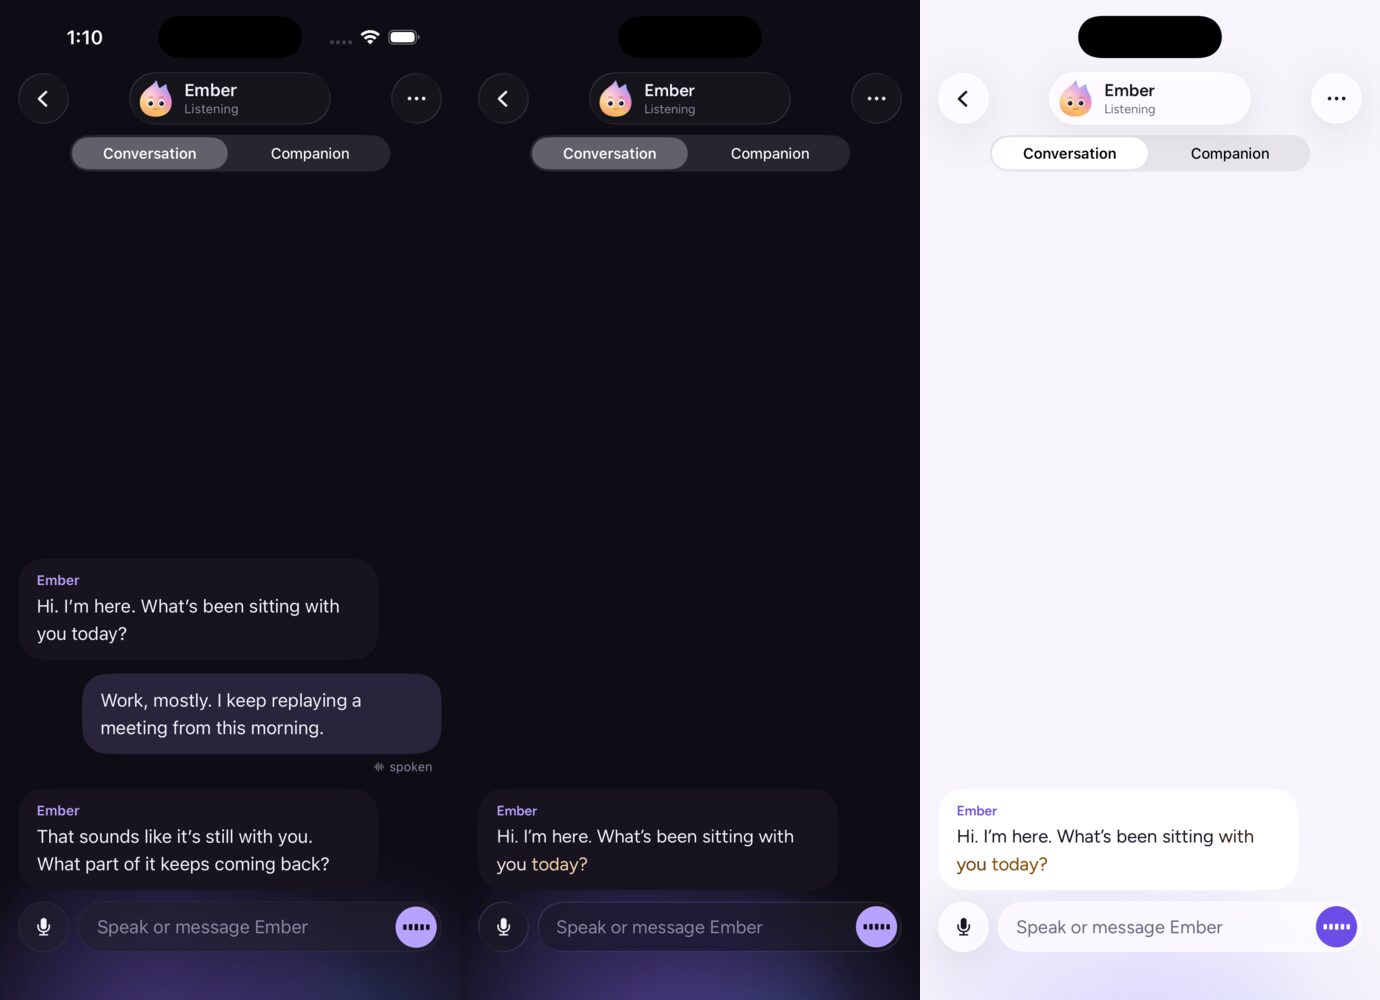 1:10
Ember
Listening
Conversation Companion
Ember
Hi. I'm here. What's been sitting with
you today?
Work, mostly. I keep replaying a
meeting from this morning.
spoken
Ember
That sounds like it's still with you.
What part of it keeps coming back?
Speak or message Ember
Ember
Listening
Conversation Companion
Ember
Hi. I'm here. What's been sitting with
you today?
Speak or message Ember
Ember
Listening
Conversation Companion
Ember
Hi. I'm here. What's been sitting with
you today?
Speak or message Ember